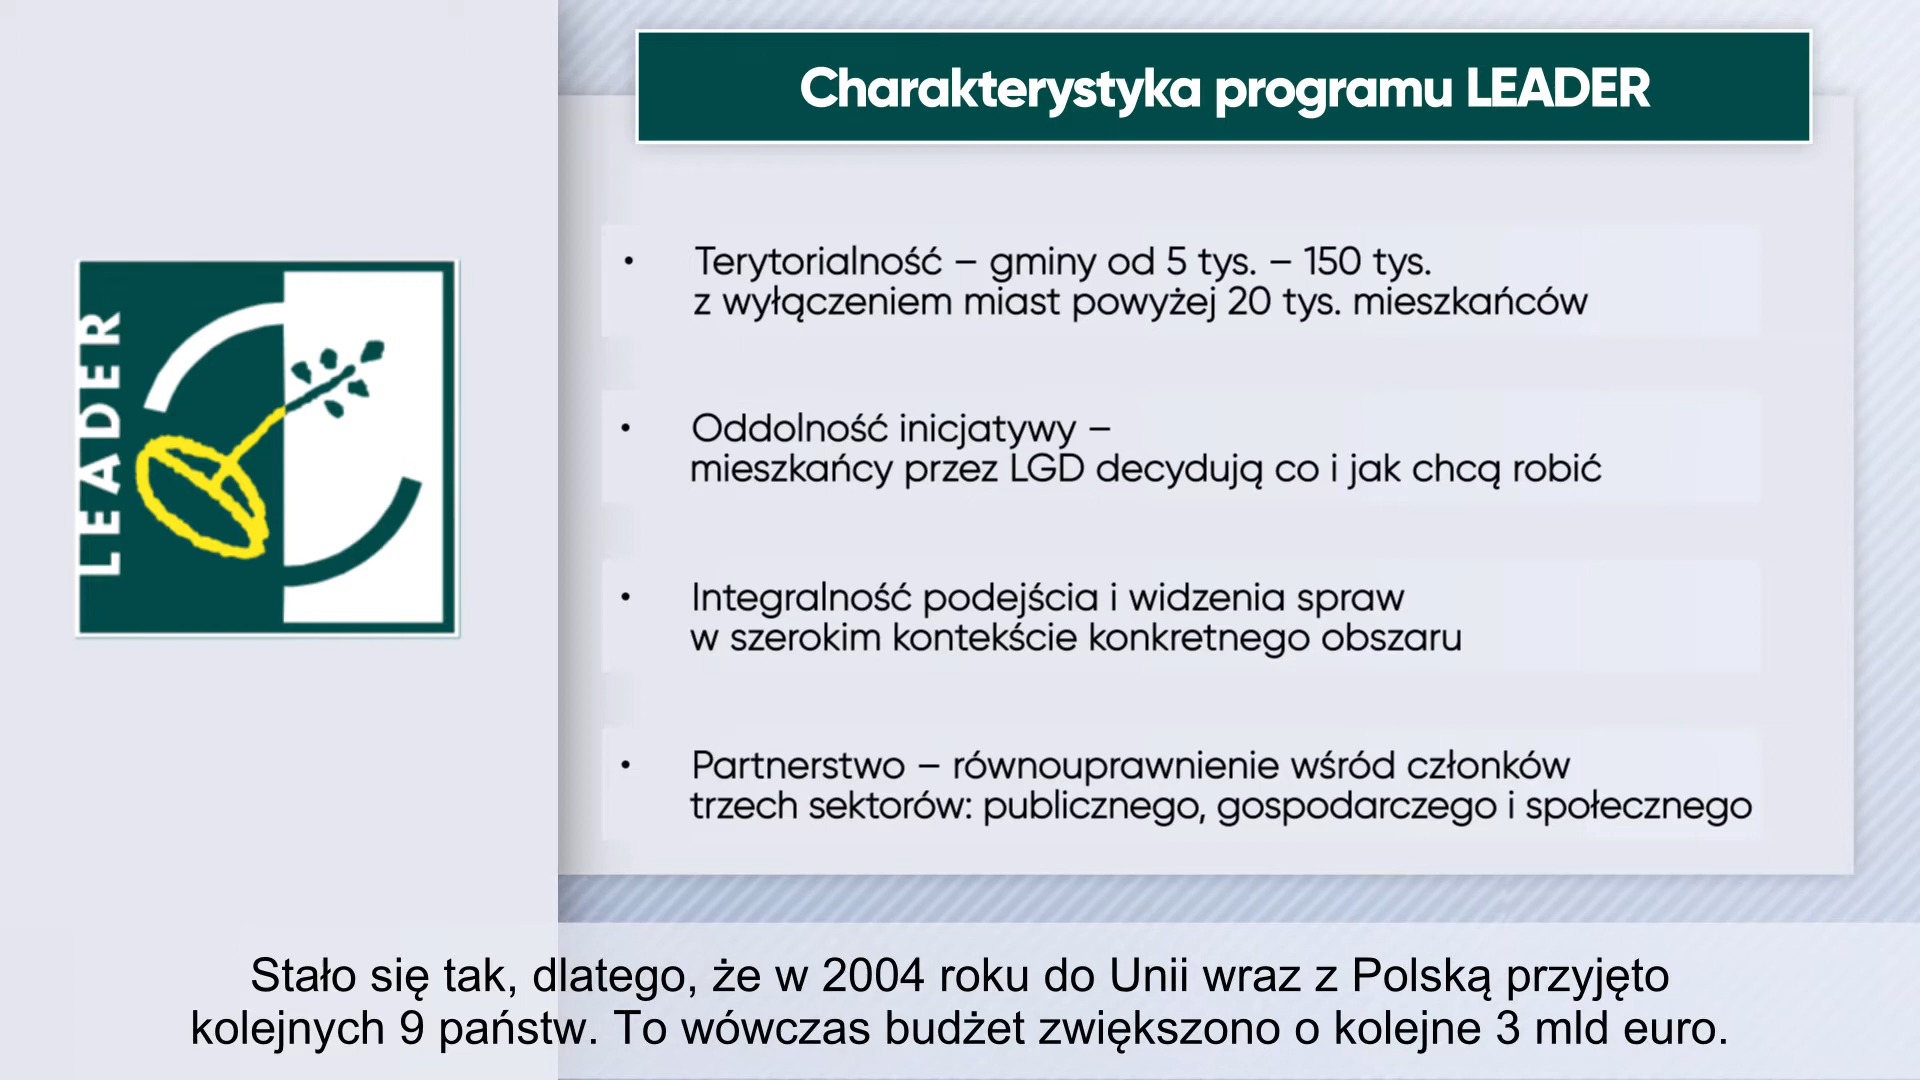 Charakterystyka programu LEADER
LEADER
• Terytorialność – gminy od 5 tys. – 150 tys.
z wyłączeniem miast powyżej 20 tys. mieszkańców
• Oddolność inicjatywy –
mieszkańcy przez LGD decydują co i jak chcą robić
• Integralność podejścia i widzenia spraw
w szerokim kontekście konkretnego obszaru
• Partnerstwo – równouprawnienie wśród członków
trzech sektorów: publicznego, gospodarczego i społecznego
Stało się tak, dlatego, że w 2004 roku do Unii wraz z Polską przyjęto
kolejnych 9 państw. To wówczas budżet zwiększono o kolejne 3 mld euro.